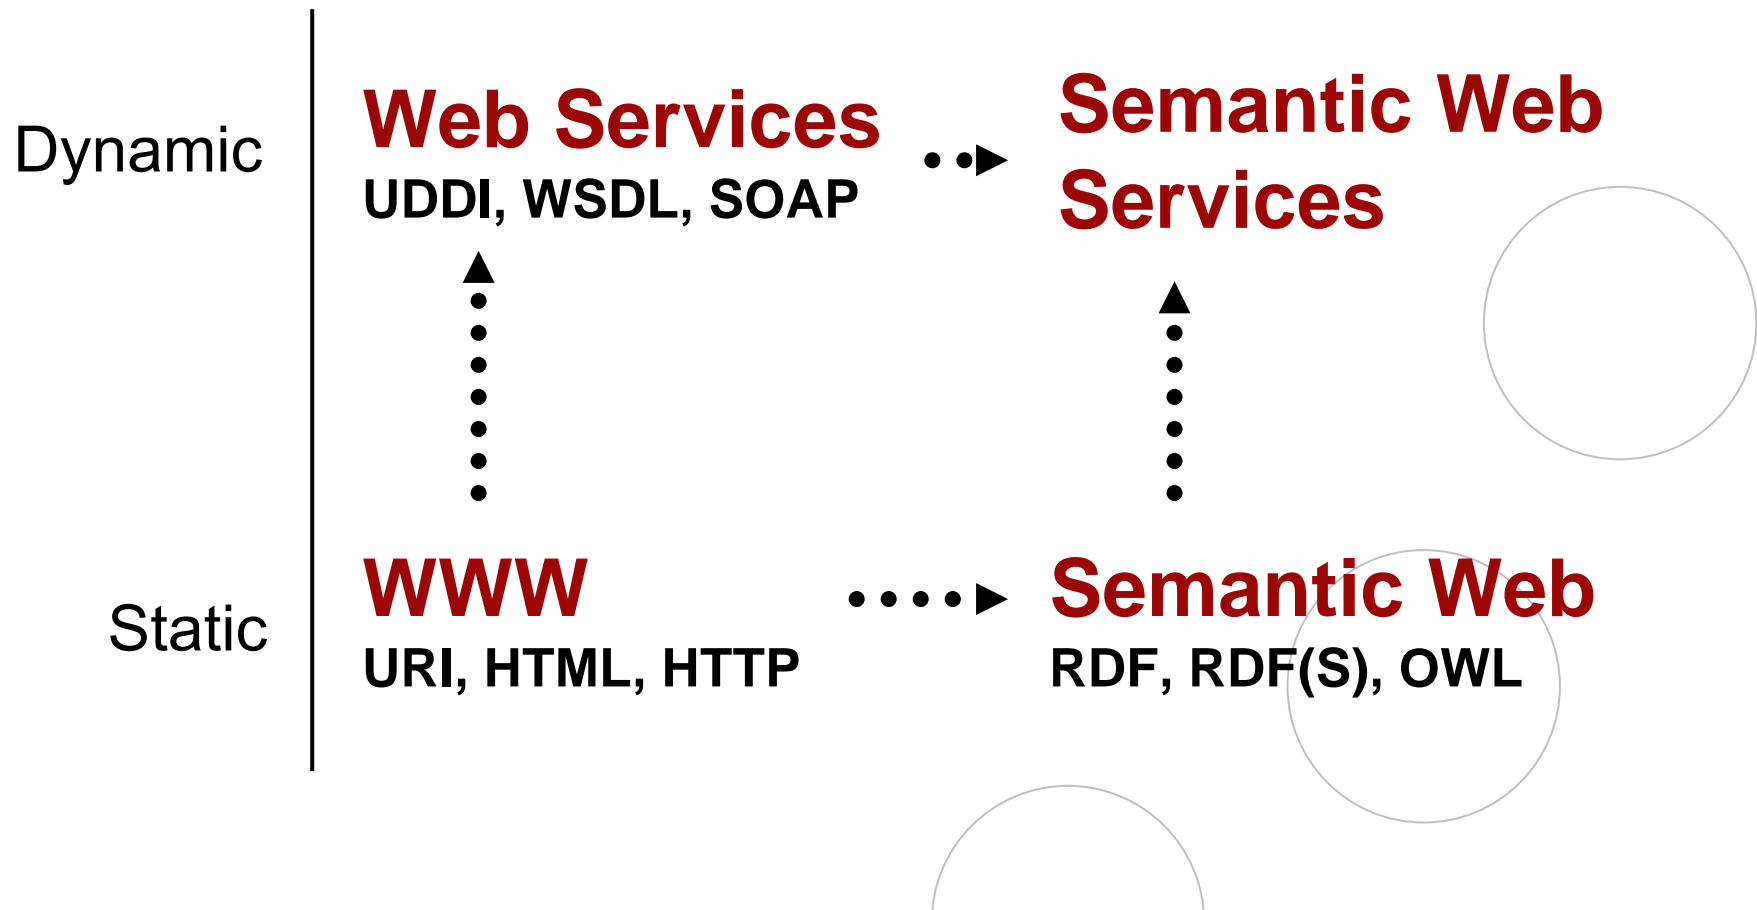 Dynamic
Web Services
UDDI, WSDL, SOAP
Semantic Web
Services
Static
WWW
URI, HTML, HTTP
Semantic Web
RDF, RDF(S), OWL